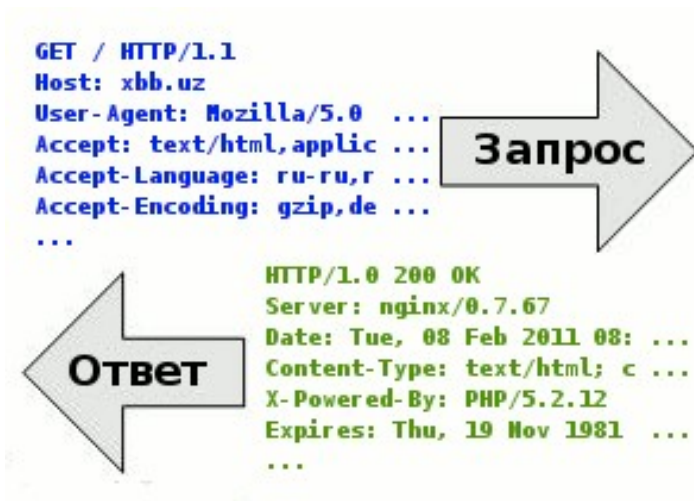 GET / HTTP/1.1
Host: xbb.uz
User-Agent: Mozilla/5.0 ...
Accept: text/html,applic ...
Accept-Language: ru-ru,r ...
Accept-Encoding: gzip,de ...
...
Запрос
HTTP/1.0 200 OK
Server: nginx/0.7.67
Date: Tue, 08 Feb 2011 08: ...
Content-Type: text/html; c ...
X-Powered-By: PHP/5.2.12
Expires: Thu, 19 Nov 1981 ...
...
Ответ